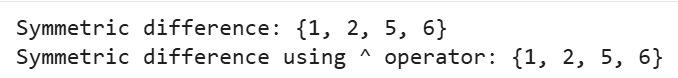 Symmetric difference: {1, 2, 5, 6}
Symmetric difference using ^ operator: {1, 2, 5, 6}